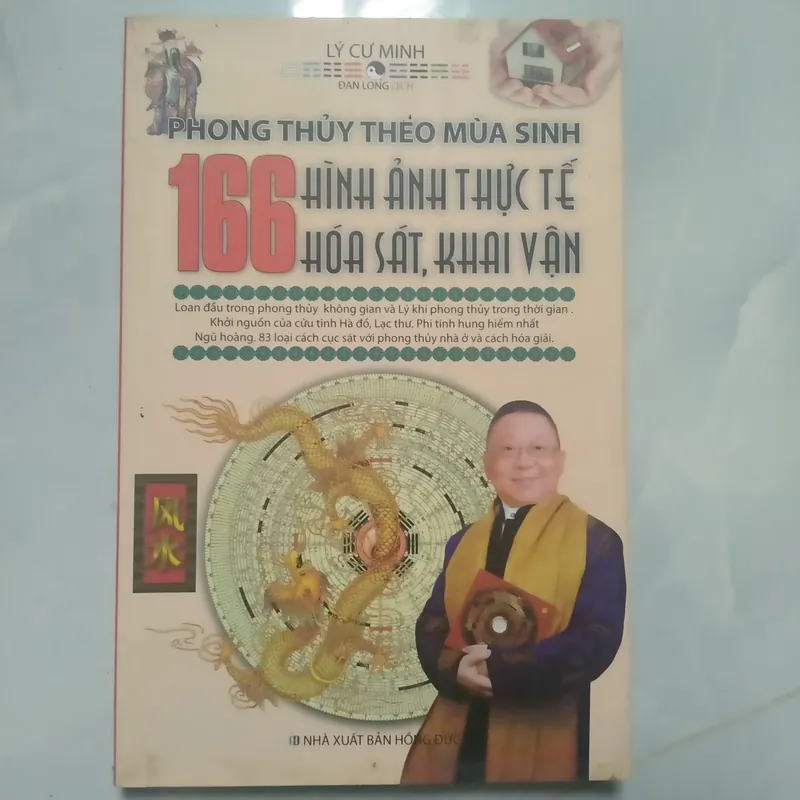 LÝ CƯ MINH
ĐAN LONG DỊCH
PHONG THỦY THEO MÙA SINH
166 HÌNH ẢNH THỰC TẾ
HÓA SÁT, KHAI VẬN
Loan đầu trong phong thủy không gian và Lý khí phong thủy trong thời gian .
Khởi nguồn của cửu tinh Hà đồ, Lạc thư. Phi tinh hung hiểm nhất
Ngũ hoàng. 83 loại cách cục sát với phong thủy nhà ở và cách hóa giải.
风水
NHÀ XUẤT BẢN HỒNG ĐỨC